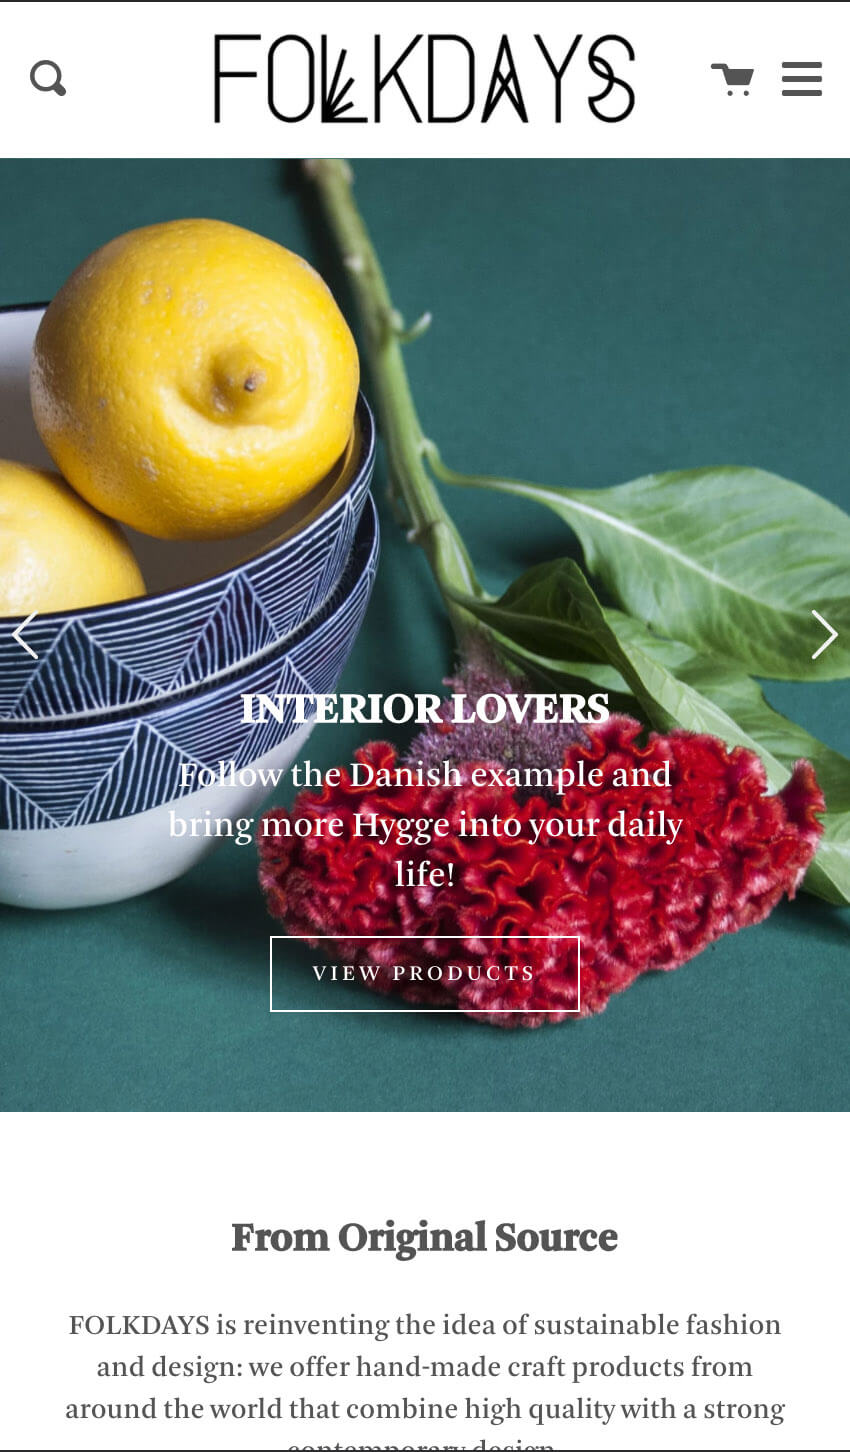 FOLKDAYS
INTERIOR LOVERS
Follow the Danish example and
bring more Hygge into your daily
life!
VIEW PRODUCTS
From Original Source
FOLKDAYS is reinventing the idea of sustainable fashion
and design: we offer hand-made craft products from
around the world that combine high quality with a strong
contemporary design.